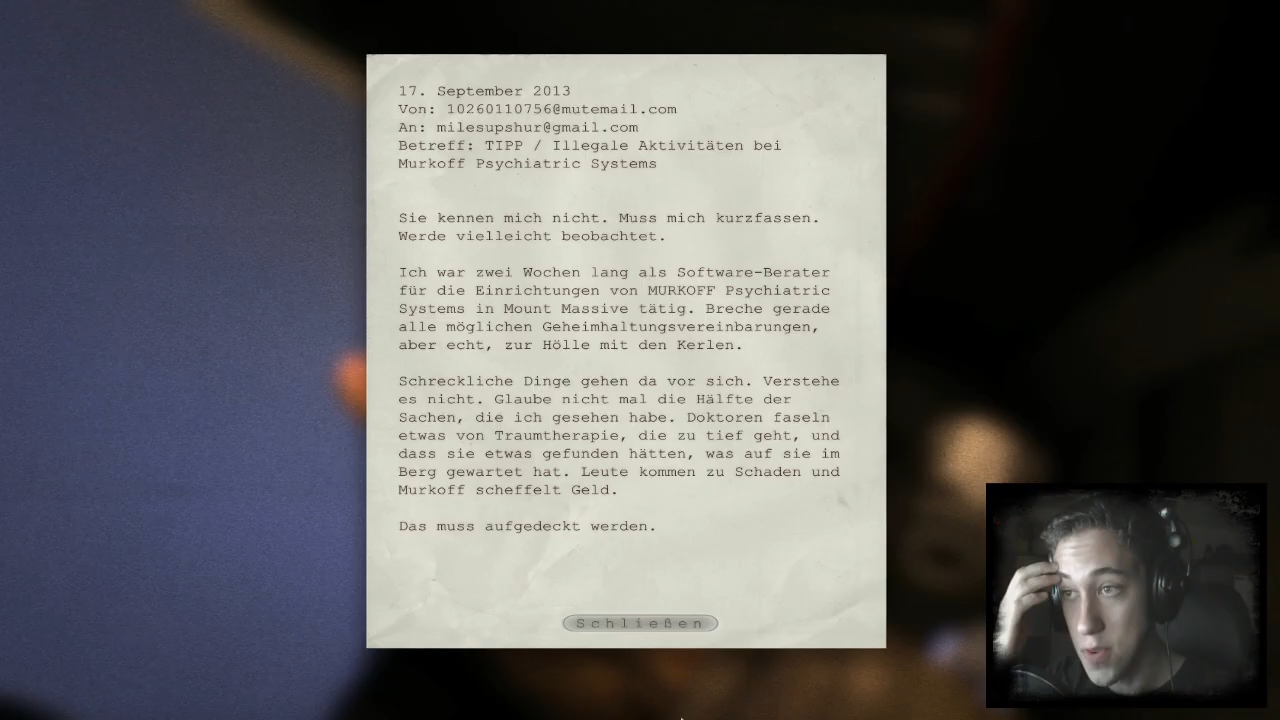 17. September 2013
Von: 10260110756@mutemail.com
An: milesupshur@gmail.com
Betreff: TIPP / Illegale Aktivitäten bei
Murkoff Psychiatric Systems
Sie kennen mich nicht. Muss mich kurzfassen.
Werde vielleicht beobachtet.
Ich war zwei Wochen lang als Software-Berater
für die Einrichtungen von MURKOFF Psychiatric
Systems in Mount Massive tätig. Breche gerade
alle möglichen Geheimhaltungsvereinbarungen,
aber echt, zur Hölle mit den Kerlen.
Schreckliche Dinge gehen da vor sich. Verstehe
es nicht. Glaube nicht mal die Hälfte der
Sachen, die ich gesehen habe. Doktoren faseln
etwas von Traumtherapie, die zu tief geht, und
dass sie etwas gefunden hätten, was auf sie im
Berg gewartet hat. Leute kommen zu Schaden und
Murkoff scheffelt Geld.
Das muss aufgedeckt werden.
Schließen